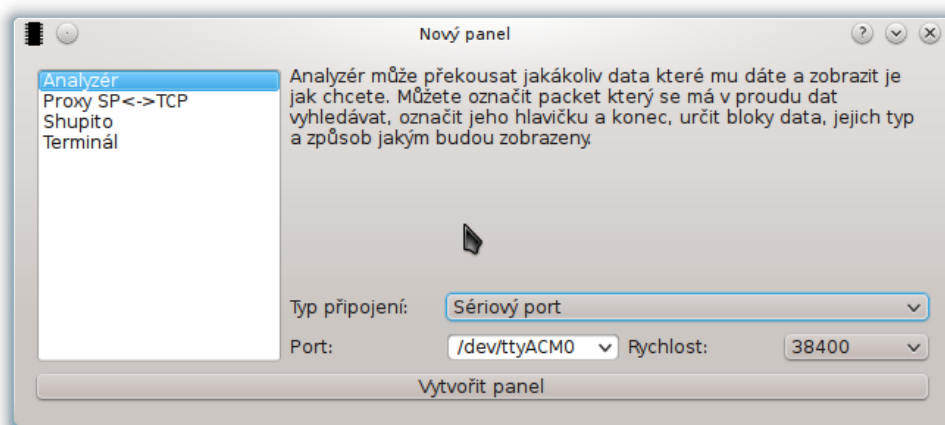 Nový panel
Analyzér
Proxy SP<->TCP
Shupito
Terminál
Analyzér může překousat jakákoliv data které mu dáte a zobrazit je
jak chcete. Můžete označit packet který se má v proudu dat
vyhledávat, označit jeho hlavičku a konec, určit bloky data, jejich typ
a způsob jakým budou zobrazeny.
Typ připojení: Sériový port
Port: /dev/ttyACM0 Rychlost: 38400
Vytvořit panel